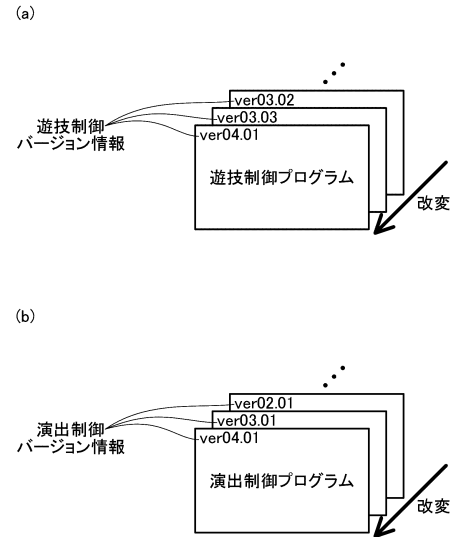 (a)
ver03.02
ver03.03
ver04.01
遊技制御
バージョン情報
遊技制御プログラム
改変
(b)
ver02.01
ver03.01
ver04.01
演出制御
バージョン情報
演出制御プログラム
改変